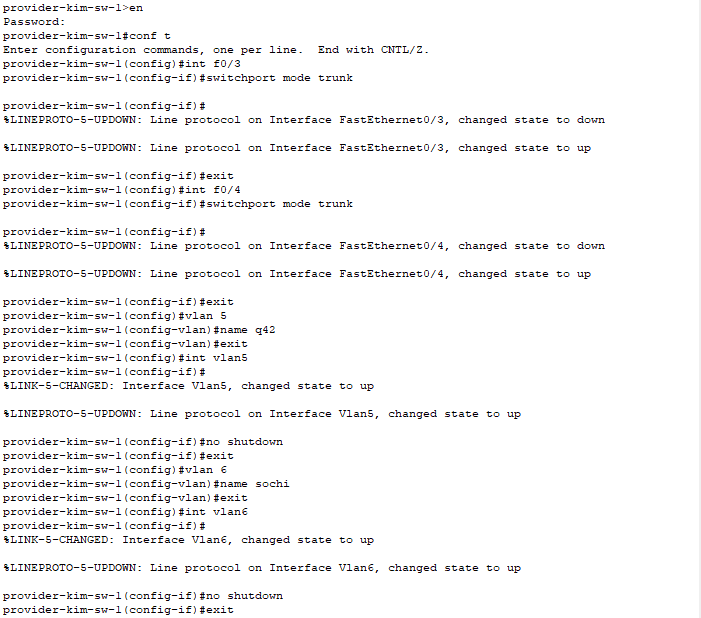 provider-kim-sw-1>en
Password:
provider-kim-sw-1#conf t
Enter configuration commands, one per line.  End with CNTL/Z.
provider-kim-sw-1(config)#int f0/3
provider-kim-sw-1(config-if)#switchport mode trunk
provider-kim-sw-1(config-if)#
%LINEPROTO-5-UPDOWN: Line protocol on Interface FastEthernet0/3, changed state to down
%LINEPROTO-5-UPDOWN: Line protocol on Interface FastEthernet0/3, changed state to up
provider-kim-sw-1(config-if)#exit
provider-kim-sw-1(config)#int f0/4
provider-kim-sw-1(config-if)#switchport mode trunk
provider-kim-sw-1(config-if)#
%LINEPROTO-5-UPDOWN: Line protocol on Interface FastEthernet0/4, changed state to down
%LINEPROTO-5-UPDOWN: Line protocol on Interface FastEthernet0/4, changed state to up
provider-kim-sw-1(config-if)#exit
provider-kim-sw-1(config)#vlan 5
provider-kim-sw-1(config-vlan)#name q42
provider-kim-sw-1(config-vlan)#exit
provider-kim-sw-1(config)#int vlan5
provider-kim-sw-1(config-if)#
%LINK-5-CHANGED: Interface Vlan5, changed state to up
%LINEPROTO-5-UPDOWN: Line protocol on Interface Vlan5, changed state to up
provider-kim-sw-1(config-if)#no shutdown
provider-kim-sw-1(config-if)#exit
provider-kim-sw-1(config)#vlan 6
provider-kim-sw-1(config-vlan)#name sochi
provider-kim-sw-1(config-vlan)#exit
provider-kim-sw-1(config)#int vlan6
provider-kim-sw-1(config-if)#
%LINK-5-CHANGED: Interface Vlan6, changed state to up
%LINEPROTO-5-UPDOWN: Line protocol on Interface Vlan6, changed state to up
provider-kim-sw-1(config-if)#no shutdown
provider-kim-sw-1(config-if)#exit